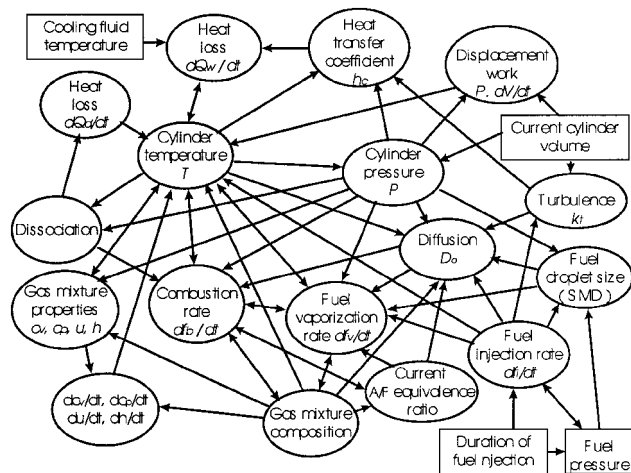 Cooling fluid
temperature
Heat
loss
dQw/dt
Heat
transfer
coefficient
hc
Displacement
work
P. dV/dt
Heat
loss
dQd/dt
Cylinder
temperature
T
Cylinder
pressure
P
Current cylinder
volume
Turbulence
kt
Dissociation
Diffusion
Da
Fuel
droplet size
(SMD)
Gas mixture
properties
cv, cp, u, h
Combustion
rate
dfb/dt
Fuel
vaporization
rate dfv/dt
Fuel
injection rate
dfi/dt
dcv/dt, dcp/dt,
du/dt, dh/dt
Gas mixture
composition
Current
A/F equivalence
ratio
Duration of
fuel njection
Fuel
pressure